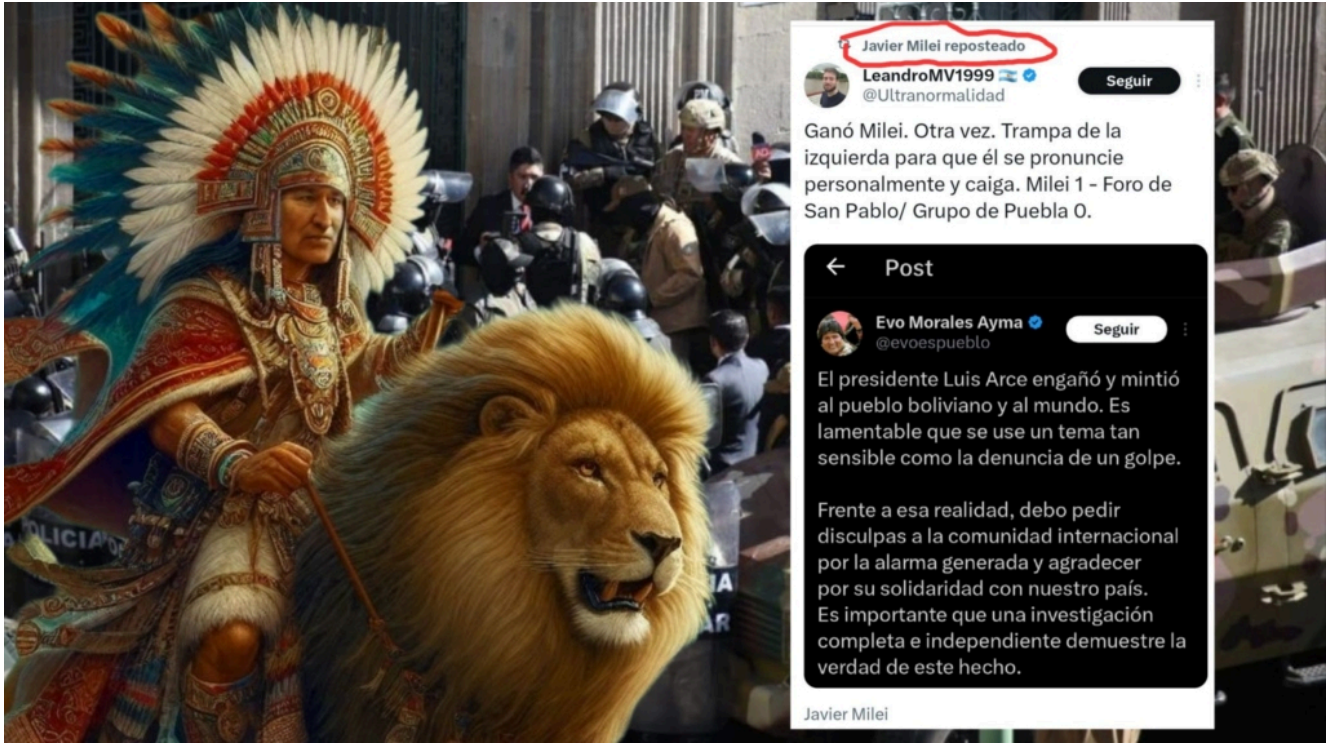 Javier Milei reposteado
LeandroMV1999
@Ultranormalidad
Seguir
Ganó Milei. Otra vez. Trampa de la
izquierda para que él se pronuncie
personalmente y caiga. Milei 1 - Foro de
San Pablo/ Grupo de Puebla 0.
Post
Evo Morales Ayma
@evoespueblo
Seguir
El presidente Luis Arce engañó y mintió
al pueblo boliviano y al mundo. Es
lamentable que se use un tema tan
sensible como la denuncia de un golpe.
Frente a esa realidad, debo pedir
disculpas a la comunidad internacional
por la alarma generada y agradecer
por su solidaridad con nuestro país.
Es importante que una investigación
completa e independiente demuestre la
verdad de este hecho.
Javier Milei